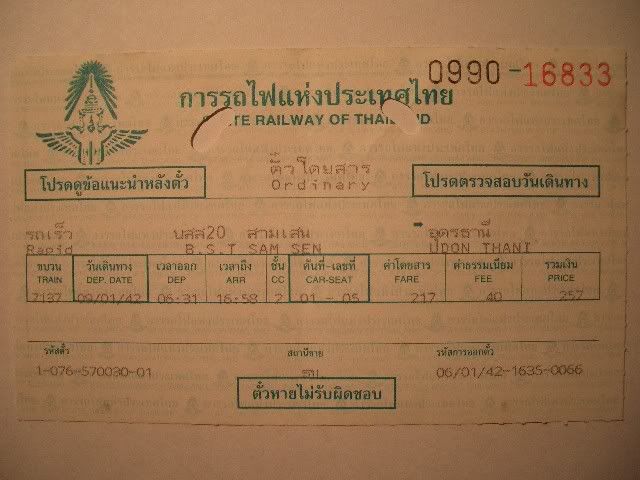 0990-16833
การรถไฟแห่งประเทศไทย
TE RAILWAY OF THA ND
ตั๋วโดยสาร
Ordinary
โปรดดูข้อแนะนำหลังตั๋ว
โปรดตรวจสอบวันเดินทาง
รถเร็ว บสส20 สามเสน อุดรธานี
Rapid B.S.T SAM SEN UDON THANI
ขบวน วันเดินทาง เวลาออก เวลาถึง ชั้น คันที่-เลขที่ ค่าโดยสาร ค่าธรรมเนียม รวมเงิน
TRAIN DEP. DATE DEP ARR CC CAR-SEAT FARE FEE PRICE
09/01/42 06:31 16:58 2 01 - 05 217 40 257
รหัสตั๋ว สถานีขาย รหัสการออกตั๋ว
1-076-570030-01 06/01/42-1635-0066
ตั๋วหายไม่รับผิดชอบ